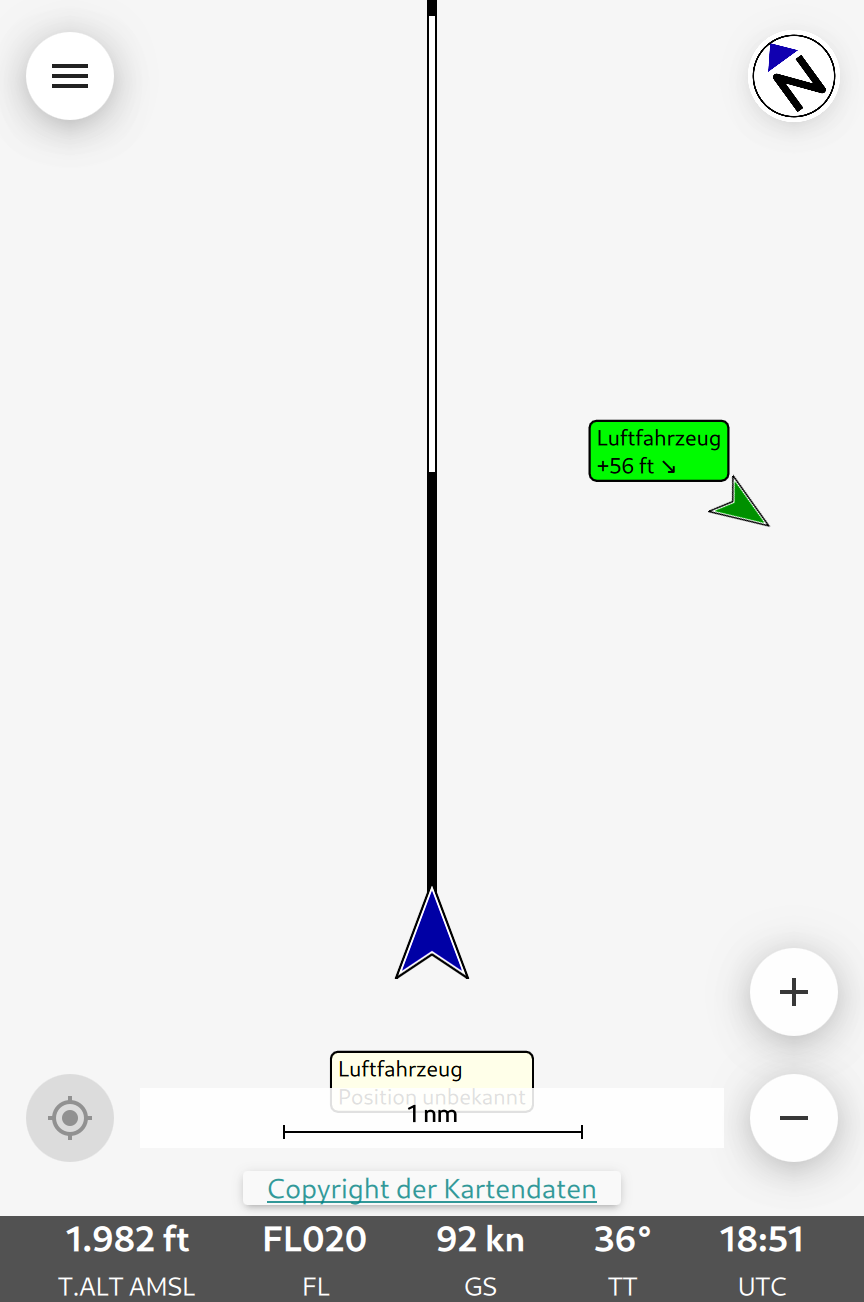 N
Luftfahrzeug
+56 ft ↘
Luftfahrzeug
Position unbekannt
1 nm
Copyright der Kartendaten
1.982 ft FL020 92 kn 36° 18:51
T.ALT AMSL FL GS TT UTC